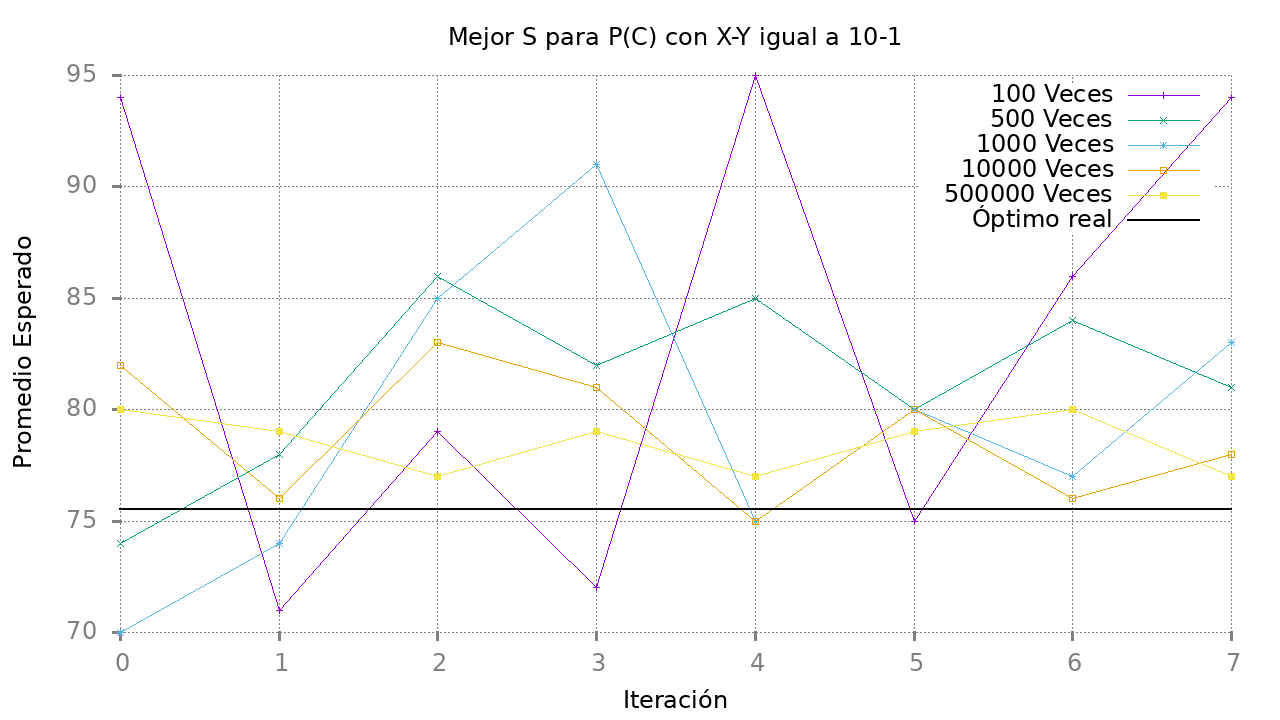 Mejor S para P(C) con X-Y igual a 10-1
95
90
85
80
75
70
Promedio Esperado
100 Veces
500 Veces
1000 Veces
10000 Veces
500000 Veces
Óptimo real
0 1 2 3 4 5 6 7
Iteración